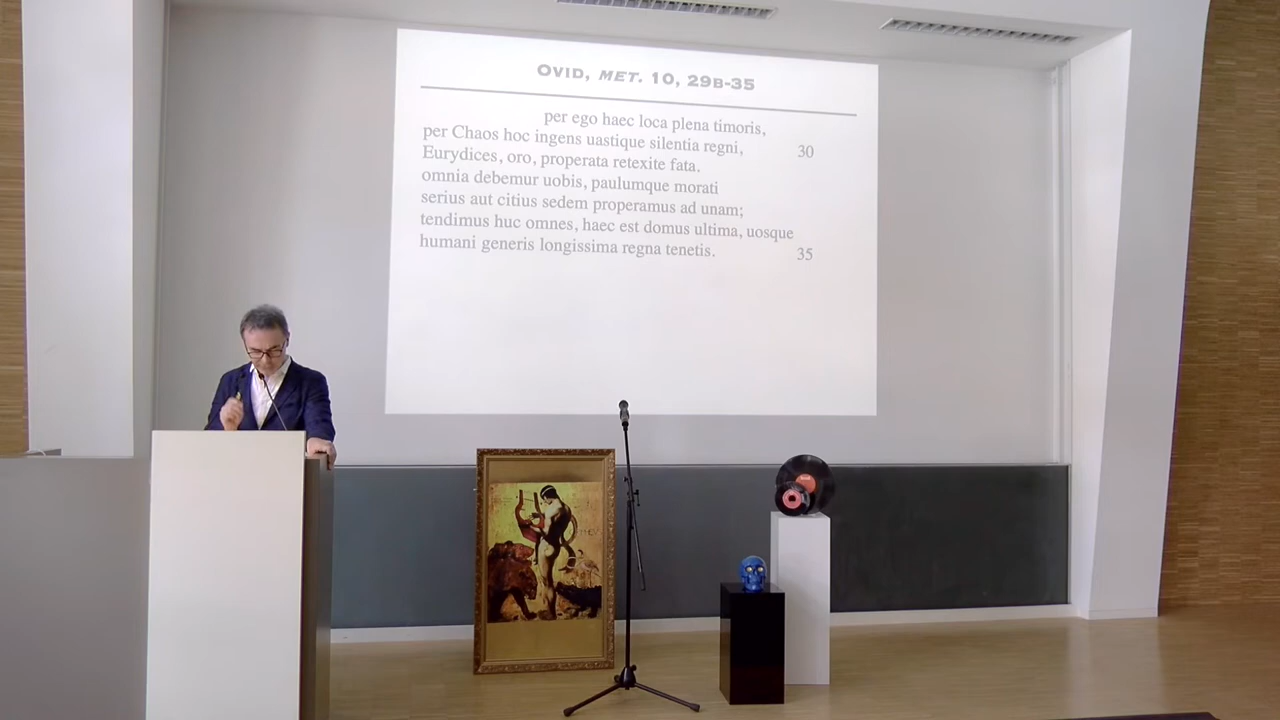 OVID, MET. 10, 29B-35
per ego haec loca plena timoris,
per Chaos hoc ingens uastique silentia regni, 30
Eurydices, oro, properata retexite fata.
omnia debemur uobis, paulumque morati
serius aut citius sedem properamus ad unam;
tendimus huc omnes, haec est domus ultima, uosque
humani generis longissima regna tenetis. 35